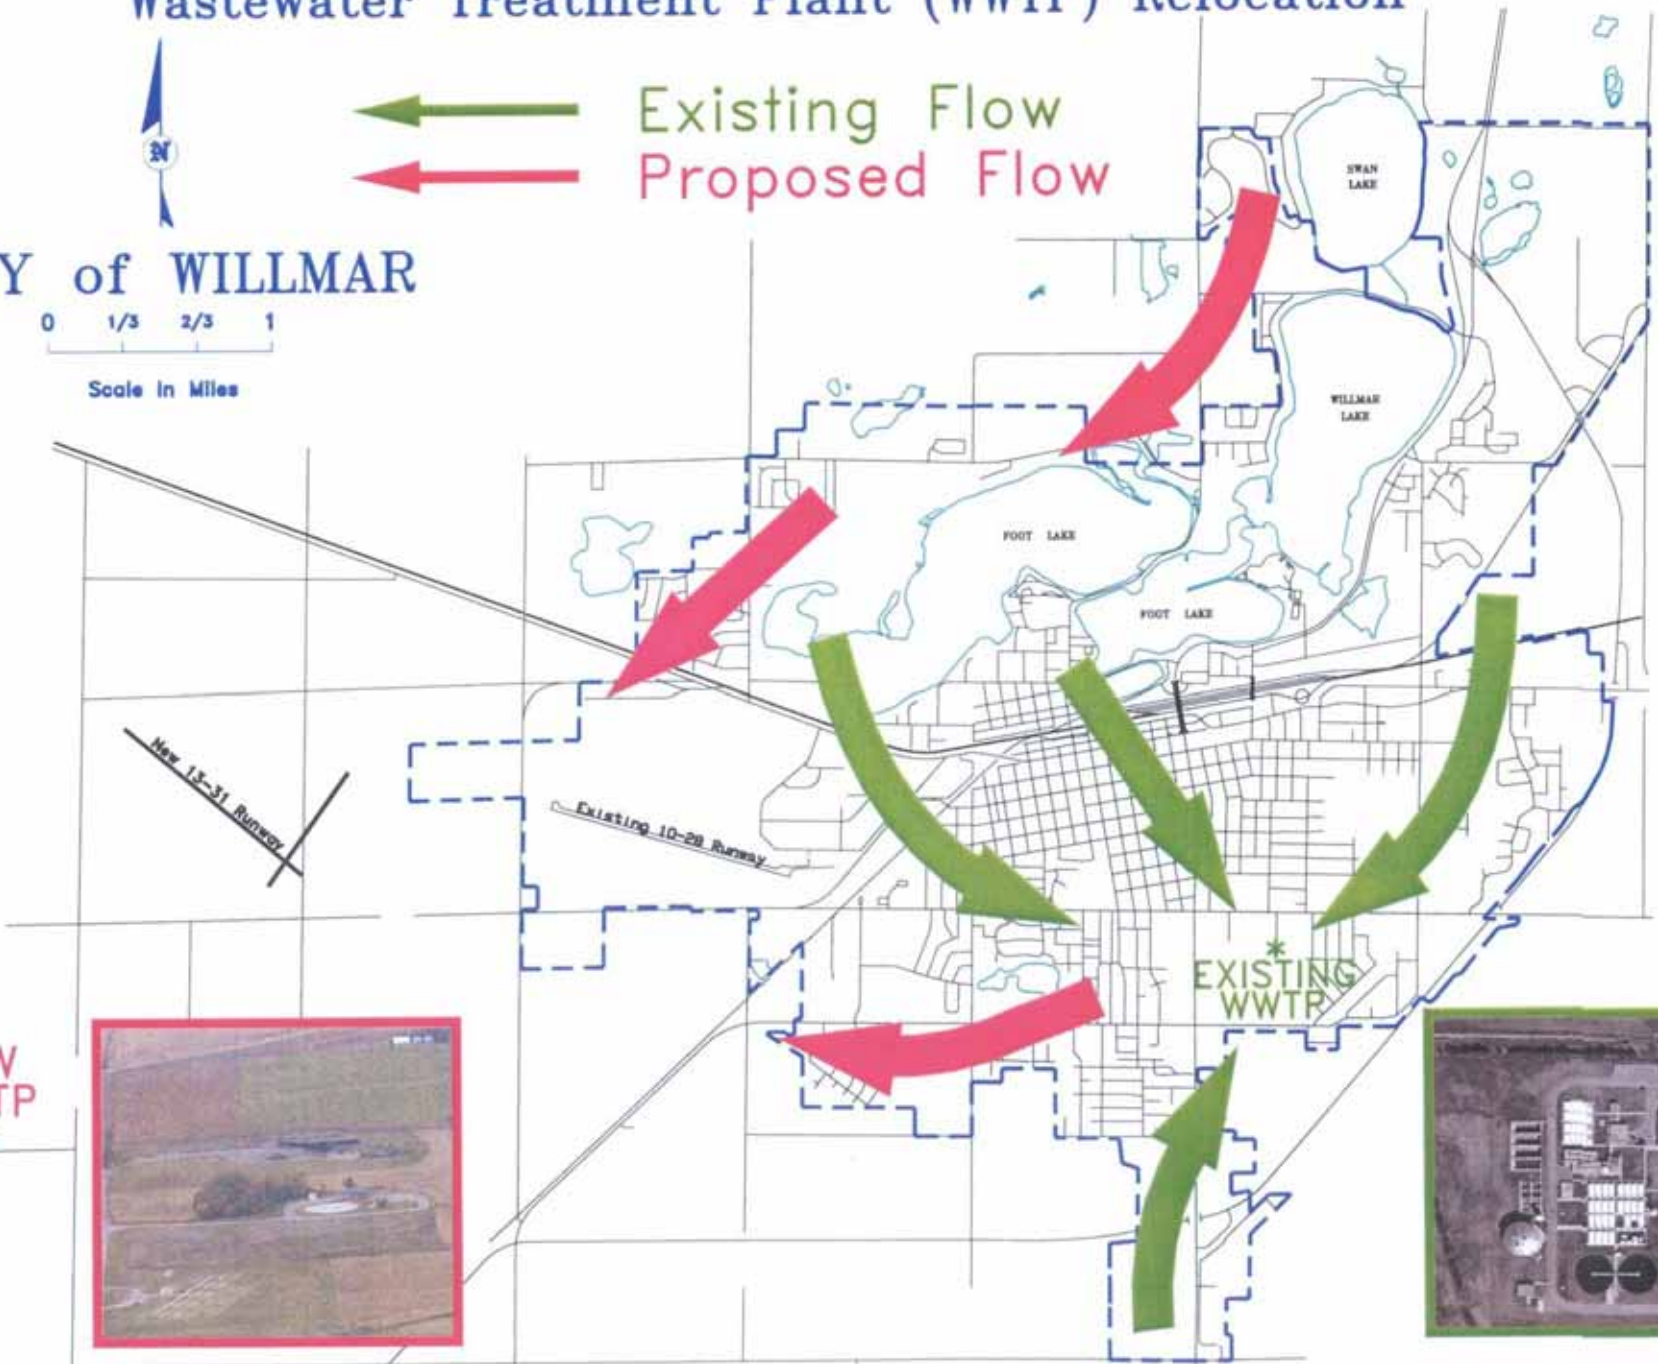 Wastewater Treatment Plant (WWTP) Relocation
N
Existing Flow
Proposed Flow
Y of WILLMAR
0 1/3 2/3 1
Scale in Miles
SWAN
LAKE
WILLMAR
LAKE
FOOT LAKE
FOOT LAKE
New 13-31 Runway
Existing 10-28 Runway
*
EXISTING
WWTP
W
TP